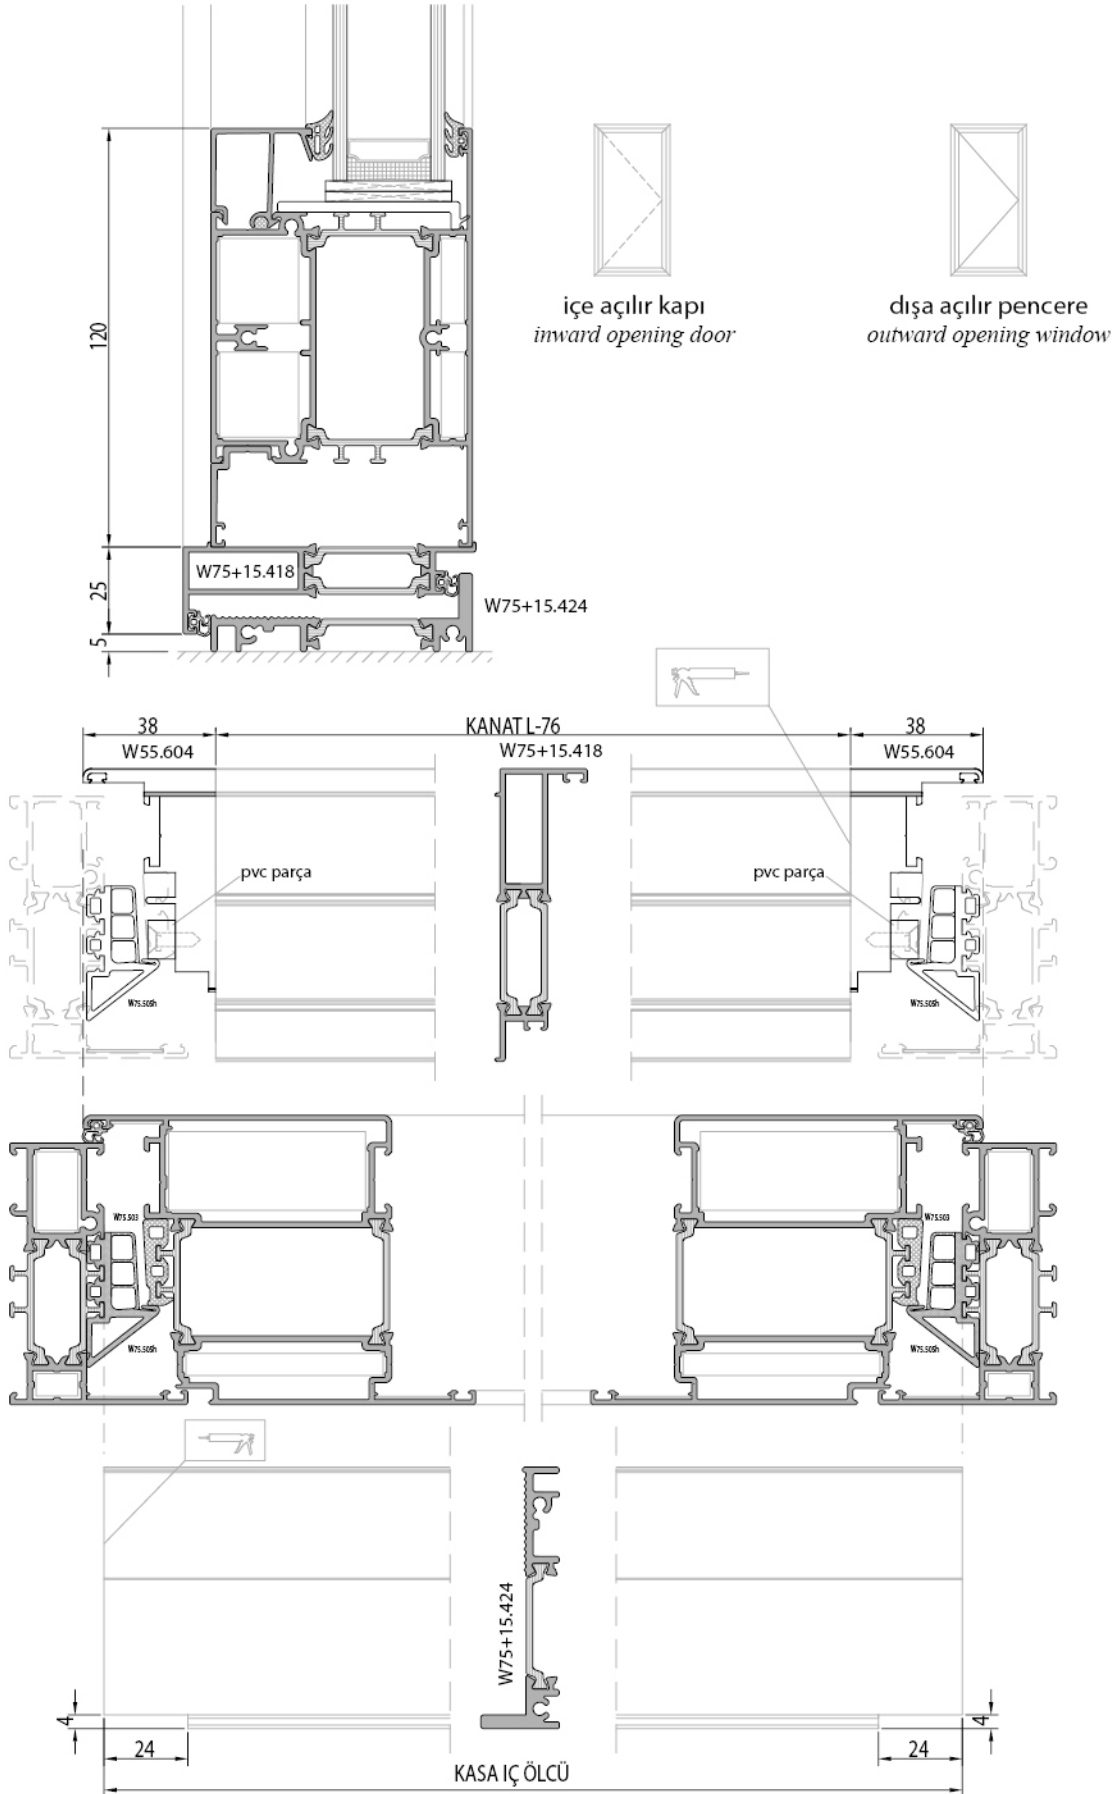 120
25
5
W75+15.418
W75+15.424
içe açılır kapı
inward opening door
dışa açılır pencere
outward opening window
38
KANAT L-76
38
W55.604
W75+15.418
W55.604
pvc parça
pvc parça
W75.505h
W75.505h
W75.503
W75.503
W75.505h
W75.505h
W75+15.424
4
4
24
24
KASA IÇ ÖLCÜ